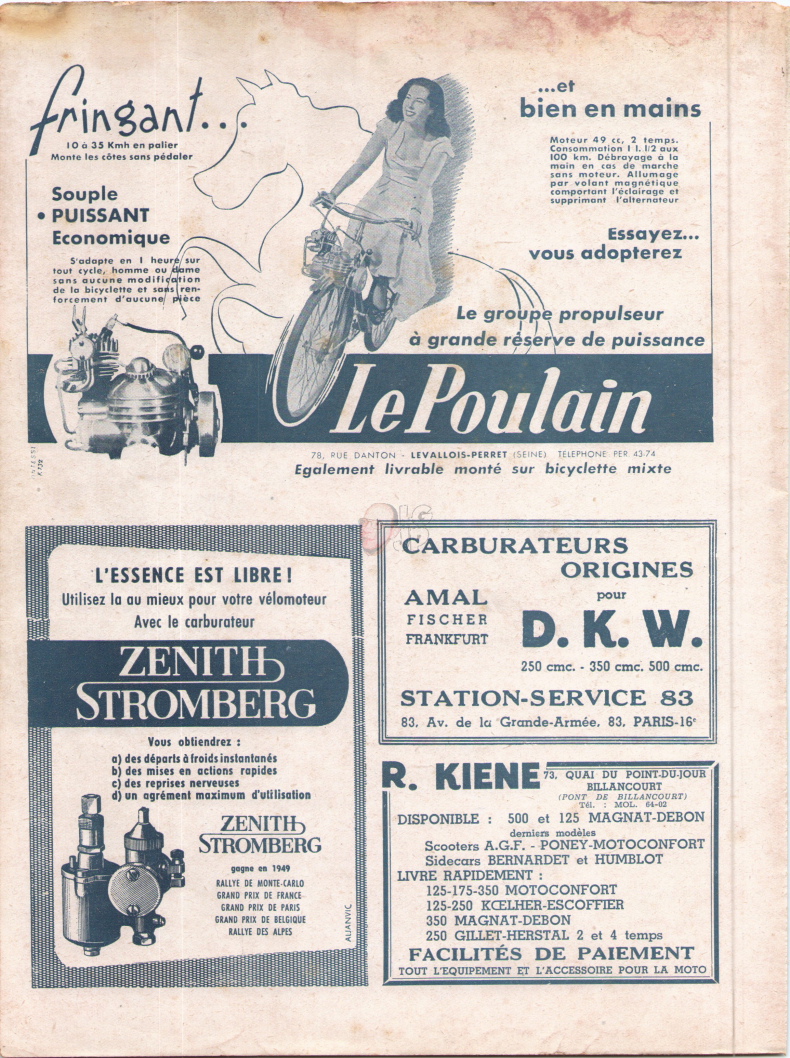 fringant...
10 à 35 Kmh en palier
Monte les côtes sans pédaler
Souple
• PUISSANT
Economique
S'adapte en 1 heure sur
tout cycle, homme ou dame
sans aucune modification
de la bicyclette et sans ren-
forcement d'aucune pièce
...et
bien en mains
Moteur 49 cc, 2 temps.
Consommation 1 l. 1/2 aux
100 km. Débrayage à la
main en cas de marche
sans moteur. Allumage
par volant magnétique
comportant l'éclairage et
supprimant l'alternateur
Essayez...
vous adopterez
Le groupe propulseur
à grande réserve de puissance
Le Poulain
78, RUE DANTON - LEVALLOIS-PERRET (SEINE) TELEPHONE PER 43-74
Egalement livrable monté sur bicyclette mixte
L'ESSENCE EST LIBRE !
Utilisez la au mieux pour votre vélomoteur
Avec le carburateur
ZENITH
STROMBERG
Vous obtiendrez :
a) des départs à froids instantanés
b) des mises en actions rapides
c) des reprises nerveuses
d) un agrément maximum d'utilisation
ZENITH
STROMBERG
gagne en 1949
RALLYE DE MONTE-CARLO
GRAND PRIX DE FRANCE
GRAND PRIX DE PARIS
GRAND PRIX DE BELGIQUE
RALLYE DES ALPES
ALJANVIC
CARBURATEURS
ORIGINES
AMAL
FISCHER
FRANKFURT
pour
D. K. W.
250 cmc. - 350 cmc. 500 cmc.
STATION-SERVICE 83
83, Av. de la Grande-Armée, 83, PARIS-16e
R. KIENE
73, QUAI DU POINT-DU-JOUR
BILLANCOURT
(PONT DE BILLANCOURT)
Tél. : MOL. 64-02
DISPONIBLE : 500 et 125 MAGNAT-DEBON
derniers modèles
Scooters A.G.F. - PONEY-MOTOCONFORT
Sidecars BERNARDET et HUMBLOT
LIVRE RAPIDEMENT :
125-175-350 MOTOCONFORT
125-250 KŒLHER-ESCOFFIER
350 MAGNAT-DEBON
250 GILLET-HERSTAL 2 et 4 temps
FACILITÉS DE PAIEMENT
TOUT L'EQUIPEMENT ET L'ACCESSOIRE POUR LA MOTO